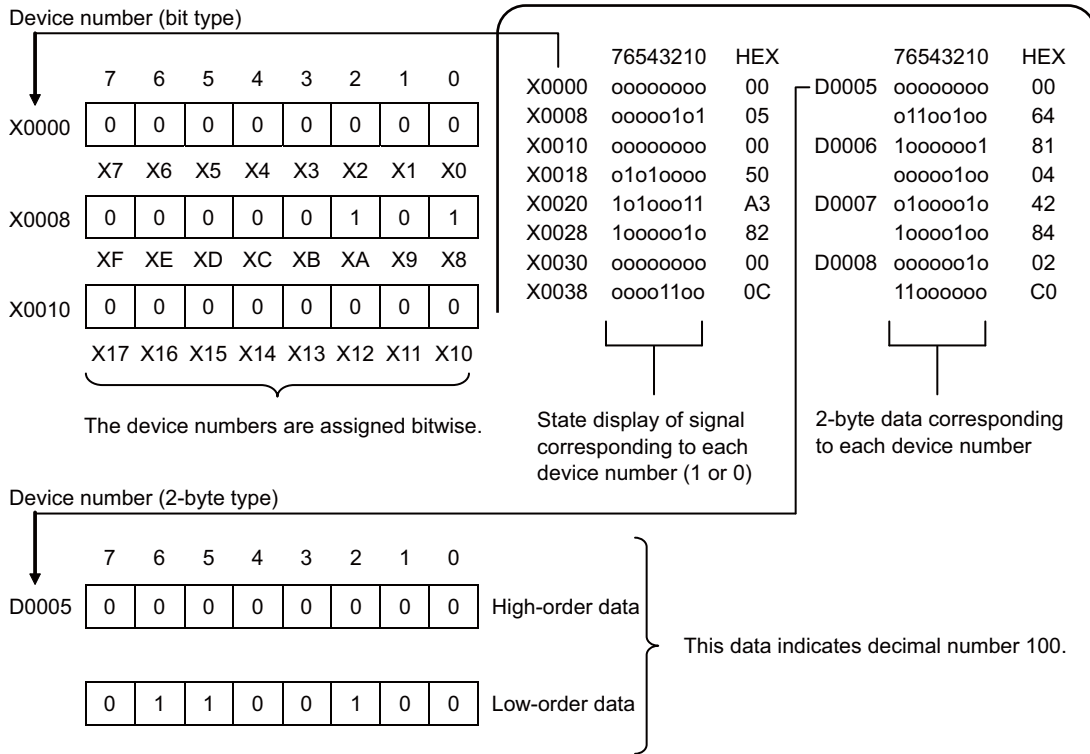 Device number (bit type)
7 6 5 4 3 2 1 0
X0000 0 0 0 0 0 0 0 0
X7 X6 X5 X4 X3 X2 X1 X0
X0008 0 0 0 0 0 1 0 1
XF XE XD XC XB XA X9 X8
X0010 0 0 0 0 0 0 0 0
X17 X16 X15 X14 X13 X12 X11 X10
The device numbers are assigned bitwise.
76543210 HEX
X0000 oooooooo 00
X0008 ooooo1o1 05
X0010 oooooooo 00
X0018 o1o1oooo 50
X0020 1o1ooo11 A3
X0028 1ooooo1o 82
X0030 oooooooo 00
X0038 oooo11oo 0C
State display of signal
corresponding to each
device number (1 or 0)
76543210 HEX
D0005 oooooooo 00
o11oo1oo 64
D0006 1oooooo1 81
ooooo1oo 04
D0007 o1oooo1o 42
1oooo1oo 84
D0008 oooooo1o 02
11oooooo C0
2-byte data corresponding
to each device number
Device number (2-byte type)
7 6 5 4 3 2 1 0
D0005 0 0 0 0 0 0 0 0 High-order data
0 1 1 0 0 1 0 0 Low-order data
This data indicates decimal number 100.